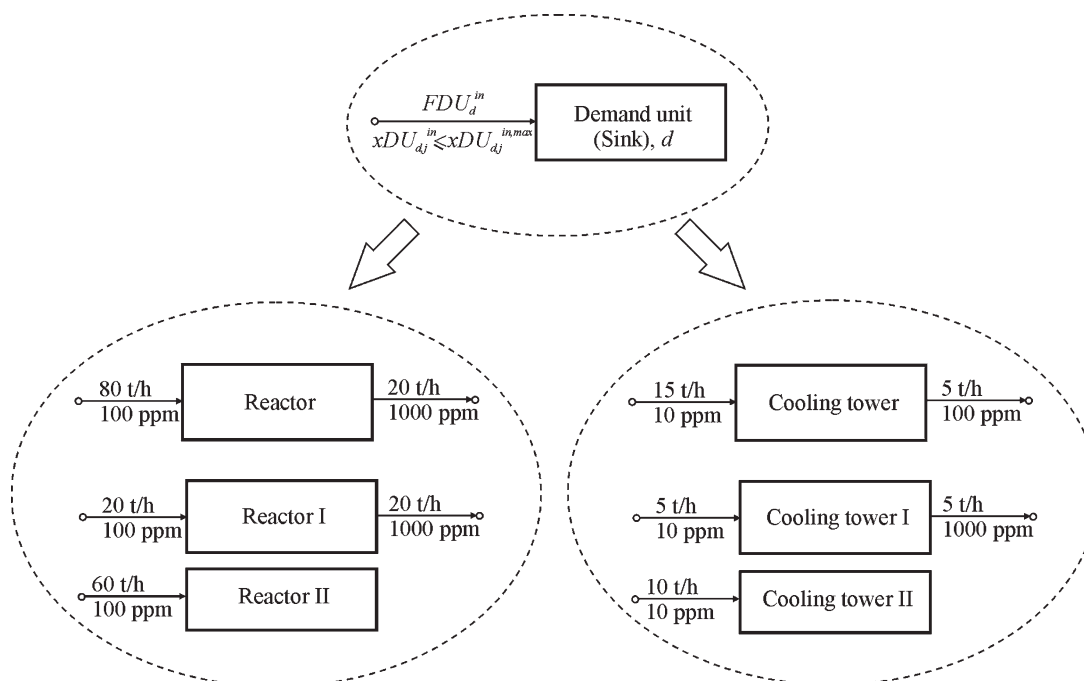 FDU_d^in
xDU_{d,j}^in ⩽ xDU_{d,j}^{in,max}
Demand unit
(Sink), d
80 t/h
100 ppm
Reactor
20 t/h
1000 ppm
20 t/h
100 ppm
Reactor I
20 t/h
1000 ppm
60 t/h
100 ppm
Reactor II
15 t/h
10 ppm
Cooling tower
5 t/h
100 ppm
5 t/h
10 ppm
Cooling tower I
5 t/h
1000 ppm
10 t/h
10 ppm
Cooling tower II